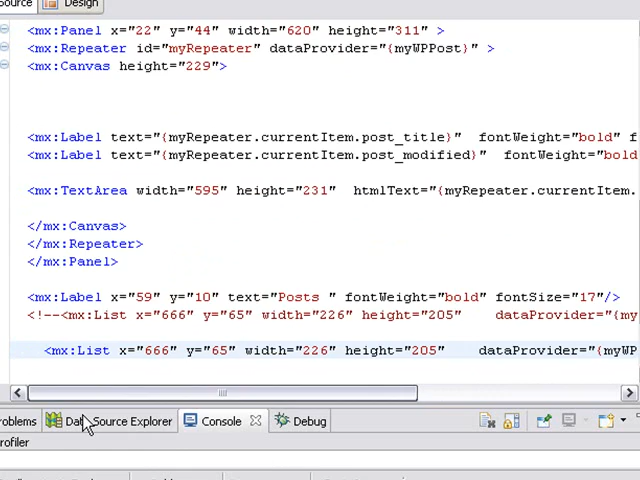 Source Design
<mx:Panel x="22" y="44" width="620" height="311" >
<mx:Repeater id="myRepeater" dataProvider="{myWPPost}" >
<mx:Canvas height="229">
<mx:Label text="{myRepeater.currentItem.post_title}"  fontWeight="bold" f
<mx:Label text="{myRepeater.currentItem.post_modified}"  fontWeight="bold
<mx:TextArea width="595" height="231"  htmlText="{myRepeater.currentItem.
</mx:Canvas>
</mx:Repeater>
</mx:Panel>
<mx:Label x="59" y="10" text="Posts " fontWeight="bold" fontSize="17"/>
<!--<mx:List x="666" y="65" width="226" height="205"    dataProvider="{my
<mx:List x="666" y="65" width="226" height="205"    dataProvider="{myWP
roblems Data Source Explorer Console Debug
rofiler